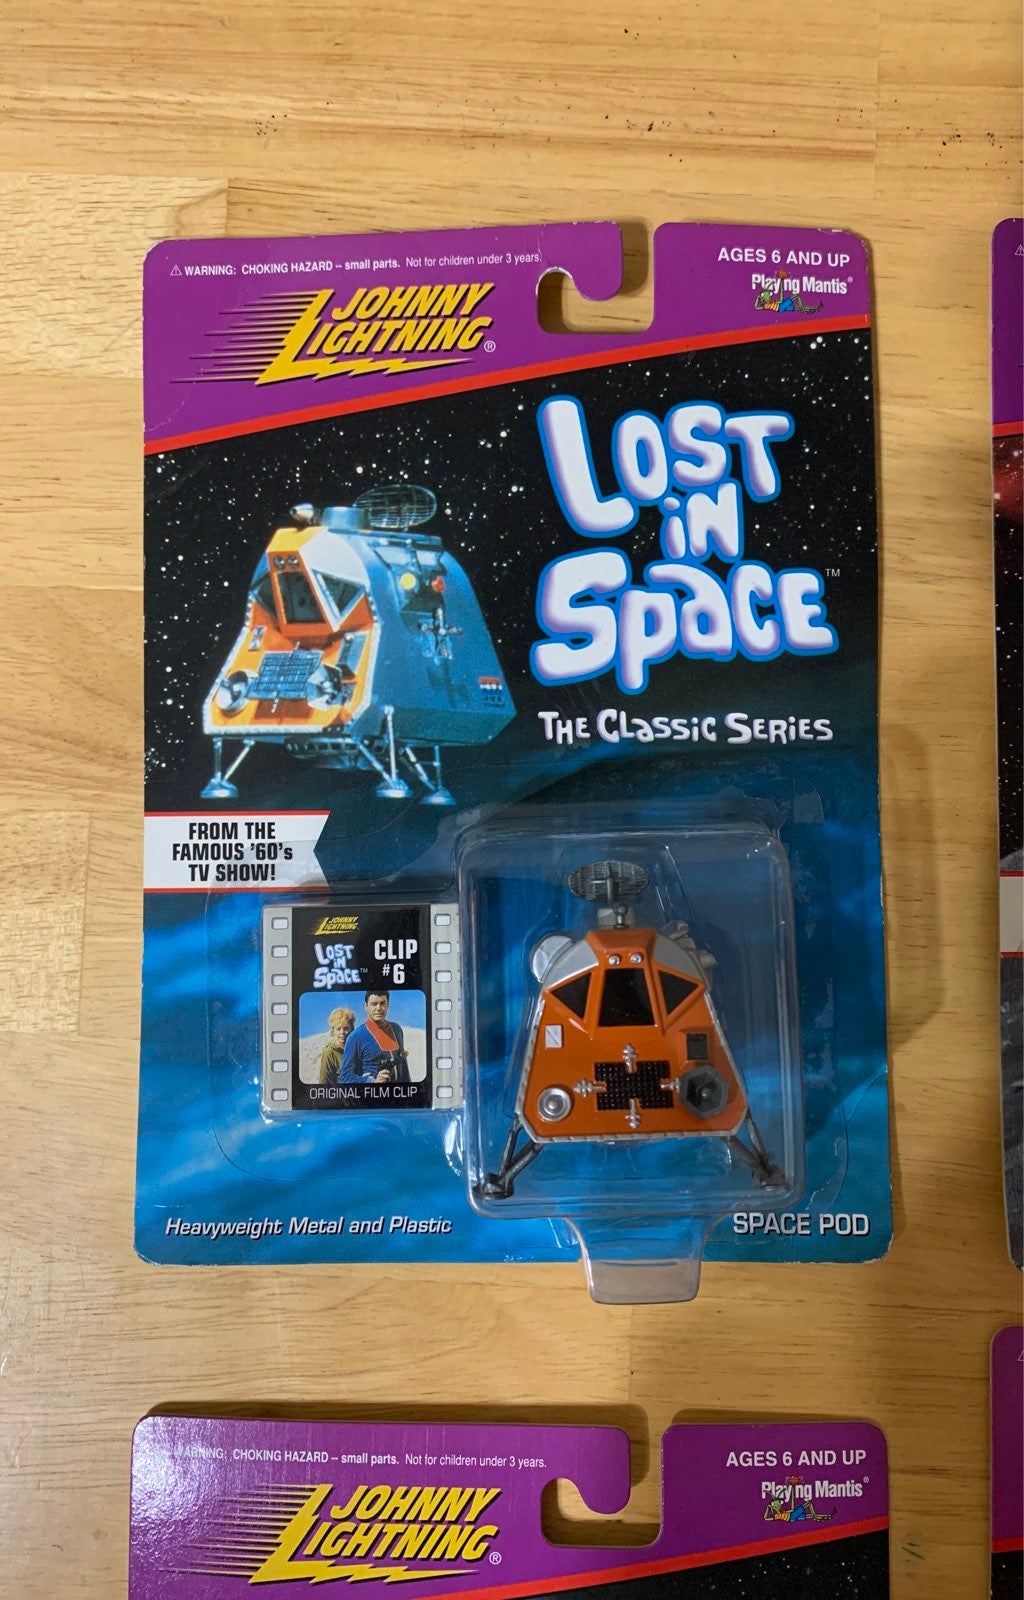 ⚠ WARNING: CHOKING HAZARD -- small parts. Not for children under 3 years.
AGES 6 AND UP
Playing Mantis®
JOHNNY
LIGHTNING®
LOST
iN
SpacE™
THE CLassic SERiES
FROM THE
FAMOUS '60's
TV SHOW!
JOHNNY
LIGHTNING
LOST
iN
SpacE™
CLIP
#6
ORIGINAL FILM CLIP
Heavyweight Metal and Plastic
SPACE POD
WARNING: CHOKING HAZARD -- small parts. Not for children under 3 years.
AGES 6 AND UP
Playing Mantis®
JOHNNY
LIGHTNING®